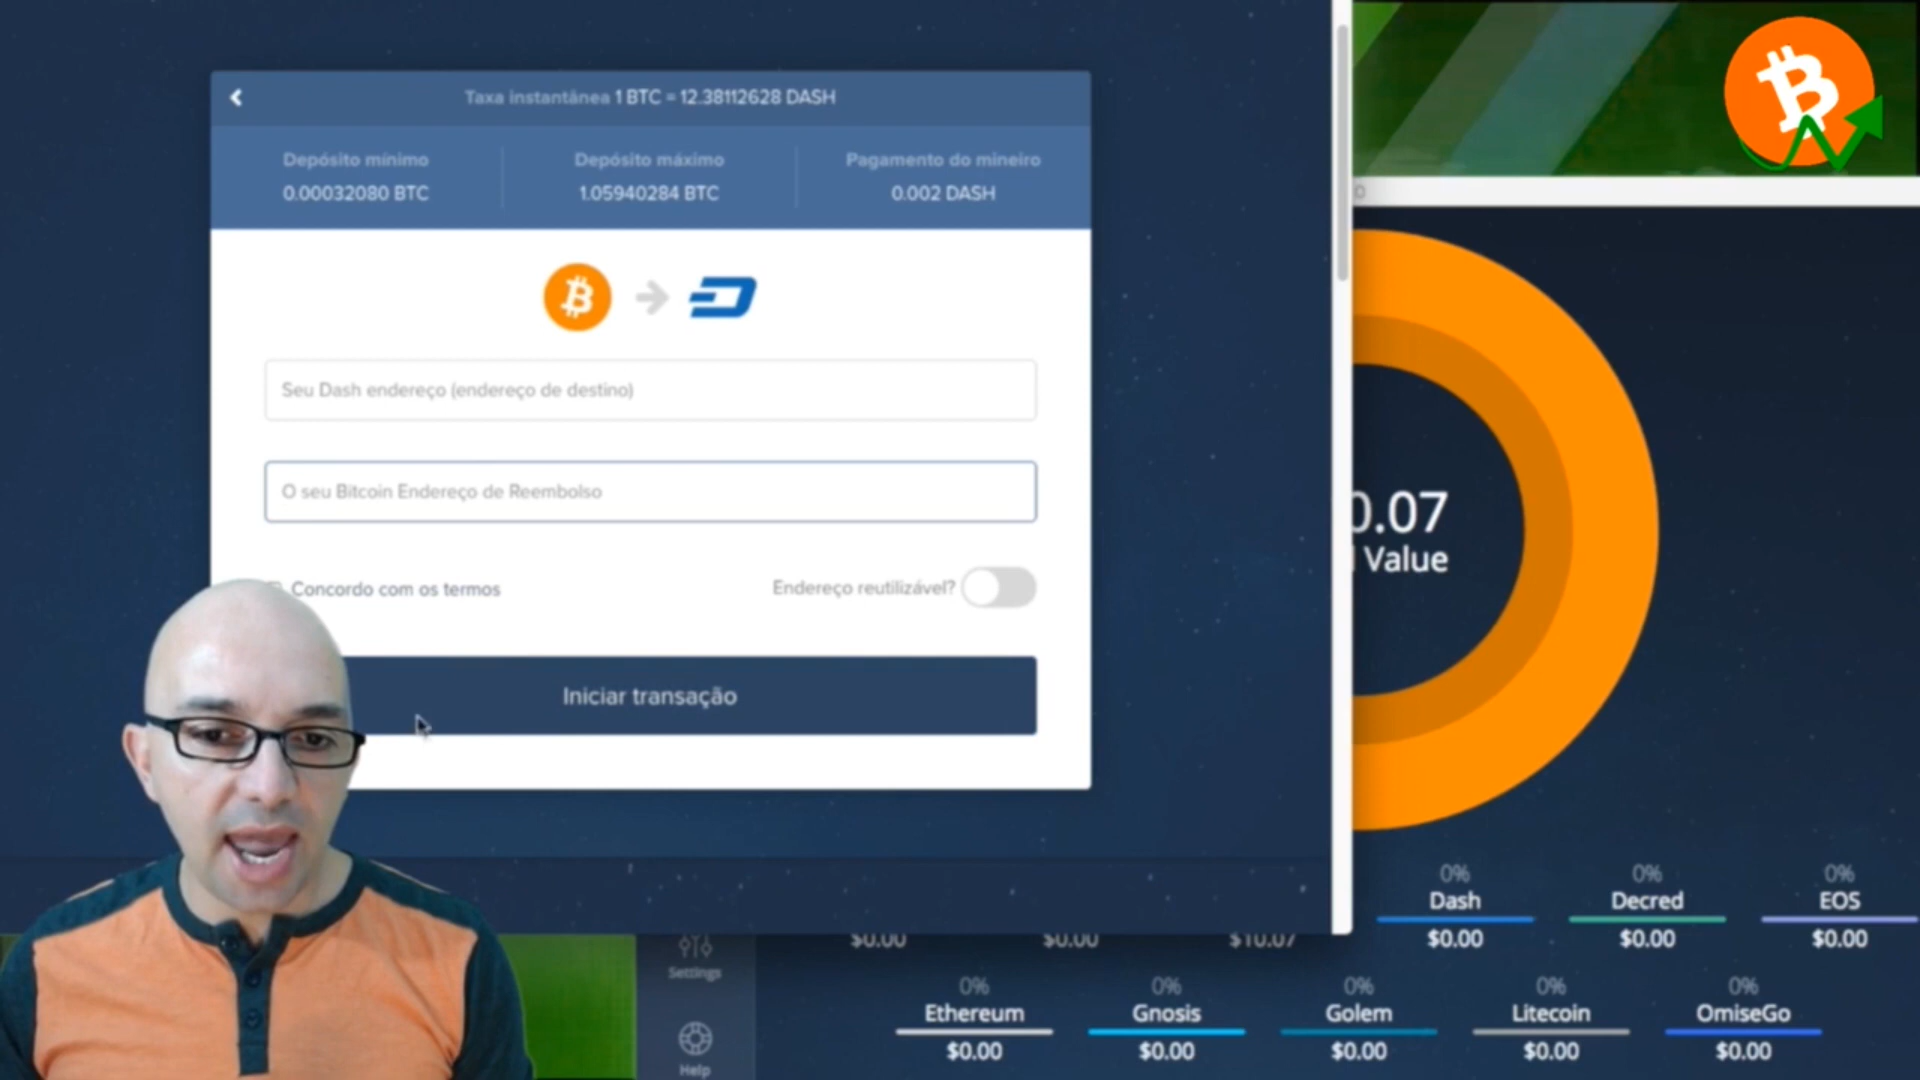 Taxa instantânea 1 BTC = 12.38112628 DASH
Depósito mínimo
0.00032080 BTC
Depósito máximo
1.05940284 BTC
Pagamento do mineiro
0.002 DASH
Seu Dash endereço (endereço de destino)
O seu Bitcoin Endereço de Reembolso
Concordo com os termos
Endereço reutilizável?
Iniciar transação
0
0.07
Value
0%
Dash
$0.00
0%
Decred
$0.00
0%
EOS
$0.00
$0.00
$0.00
$10.07
Settings
Help
0%
Ethereum
$0.00
0%
Gnosis
$0.00
0%
Golem
$0.00
0%
Litecoin
$0.00
0%
OmiseGo
$0.00